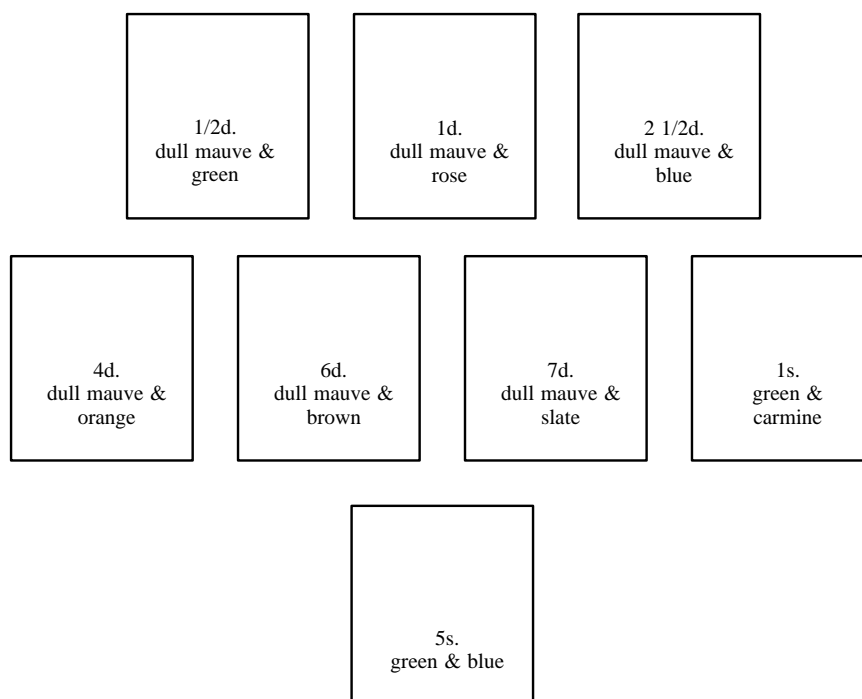 1/2d.
dull mauve &
green
1d.
dull mauve &
rose
2 1/2d.
dull mauve &
blue
4d.
dull mauve &
orange
6d.
dull mauve &
brown
7d.
dull mauve &
slate
1s.
green &
carmine
5s.
green & blue